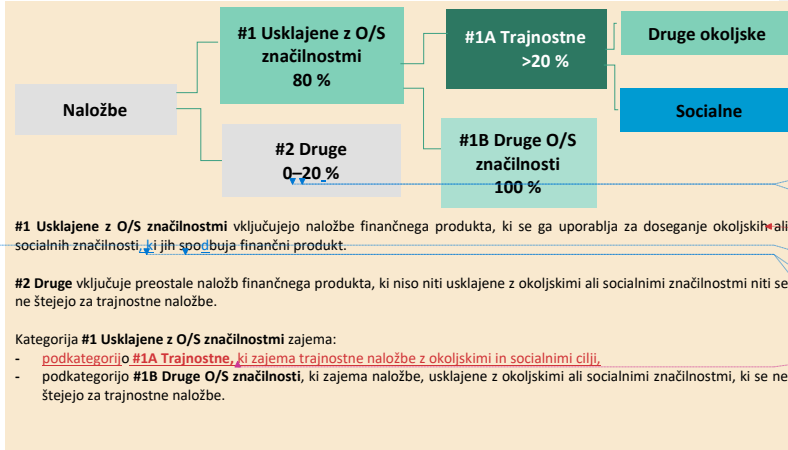 Naložbe
#1 Usklajene z O/S
značilnostmi
80 %
#2 Druge
0–20 %
#1A Trajnostne
>20 %
#1B Druge O/S
značilnosti
100 %
Druge okoljske
Socialne
#1 Usklajene z O/S značilnostmi vključujejo naložbe finančnega produkta, ki se ga uporablja za doseganje okoljskih ali
socialnih značilnosti, ki jih spodbuja finančni produkt.
#2 Druge vključuje preostale naložb finančnega produkta, ki niso niti usklajene z okoljskimi ali socialnimi značilnostmi niti se
ne štejejo za trajnostne naložbe.
Kategorija #1 Usklajene z O/S značilnostmi zajema:
- podkategorijo #1A Trajnostne, ki zajema trajnostne naložbe z okoljskimi in socialnimi cilji,
- podkategorijo #1B Druge O/S značilnosti, ki zajema naložbe, usklajene z okoljskimi ali socialnimi značilnostmi, ki se ne
štejejo za trajnostne naložbe.